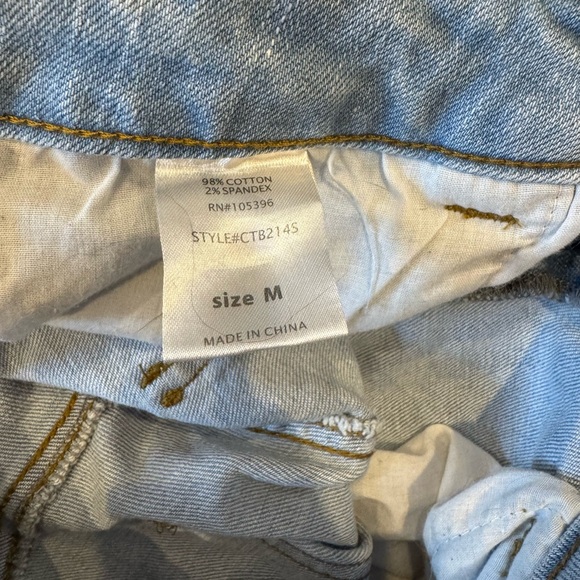 98% COTTON
2% SPANDEX
RN#105396
STYLE#CTB214S
size M
MADE IN CHINA